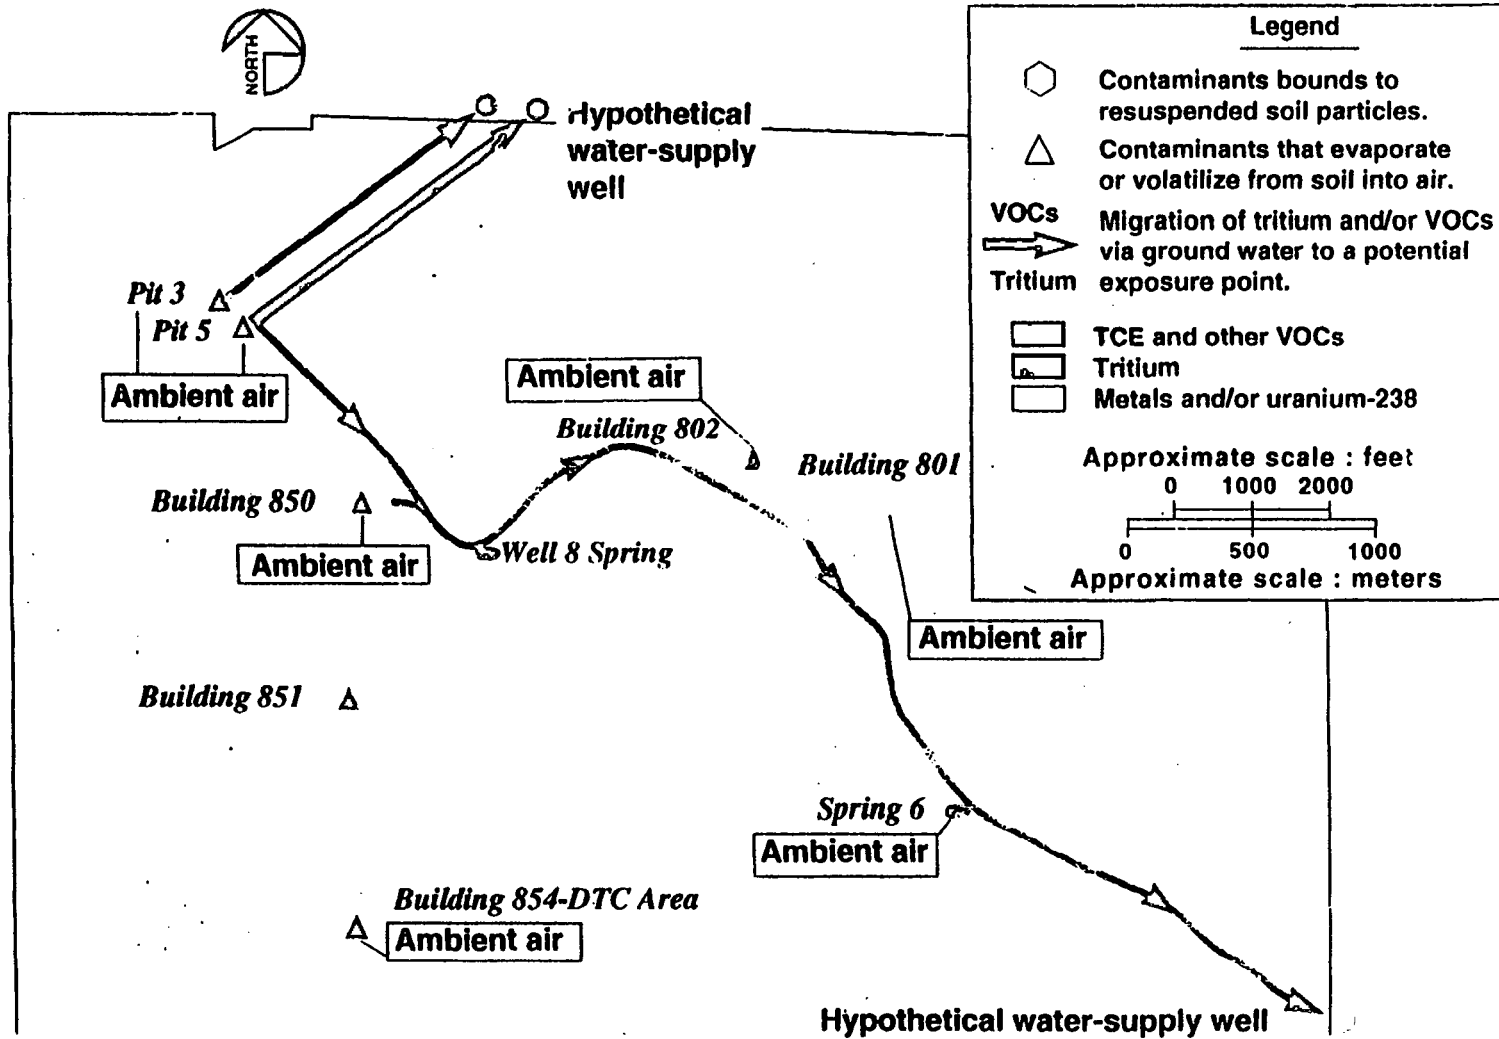 NORTH
Legend
Contaminants bounds to
resuspended soil particles.
Contaminants that evaporate
or volatilize from soil into air.
VOCs
Migration of tritium and/or VOCs
via ground water to a potential
exposure point.
Tritium
TCE and other VOCs
Tritium
Metals and/or uranium-238
Approximate scale : feet
0 1000 2000
0 500 1000
Approximate scale : meters
Hypothetical
water-supply
well
Pit 3
Pit 5
Ambient air
Ambient air
Building 802
Building 801
Building 850
Ambient air
Well 8 Spring
Ambient air
Building 851
Spring 6
Ambient air
Building 854-DTC Area
Ambient air
Hypothetical water-supply well